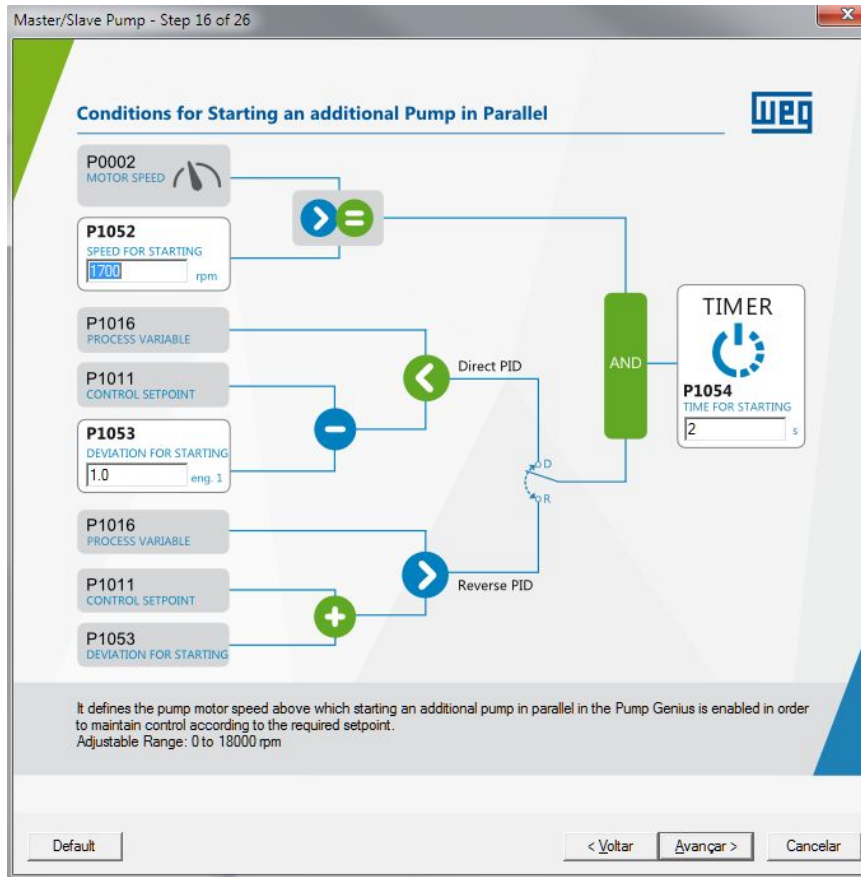 Master/Slave Pump - Step 16 of 26
Conditions for Starting an additional Pump in Parallel
WEG
P0002
MOTOR SPEED
P1052
SPEED FOR STARTING
1700
rpm
P1016
PROCESS VARIABLE
P1011
CONTROL SETPOINT
P1053
DEVIATION FOR STARTING
1.0
eng. 1
Direct PID
P1016
PROCESS VARIABLE
P1011
CONTROL SETPOINT
P1053
DEVIATION FOR STARTING
Reverse PID
D
R
AND
TIMER
P1054
TIME FOR STARTING
2
s
It defines the pump motor speed above which starting an additional pump in parallel in the Pump Genius is enabled in order
to maintain control according to the required setpoint.
Adjustable Range: 0 to 18000 rpm
Default
< Voltar
Avançar >
Cancelar